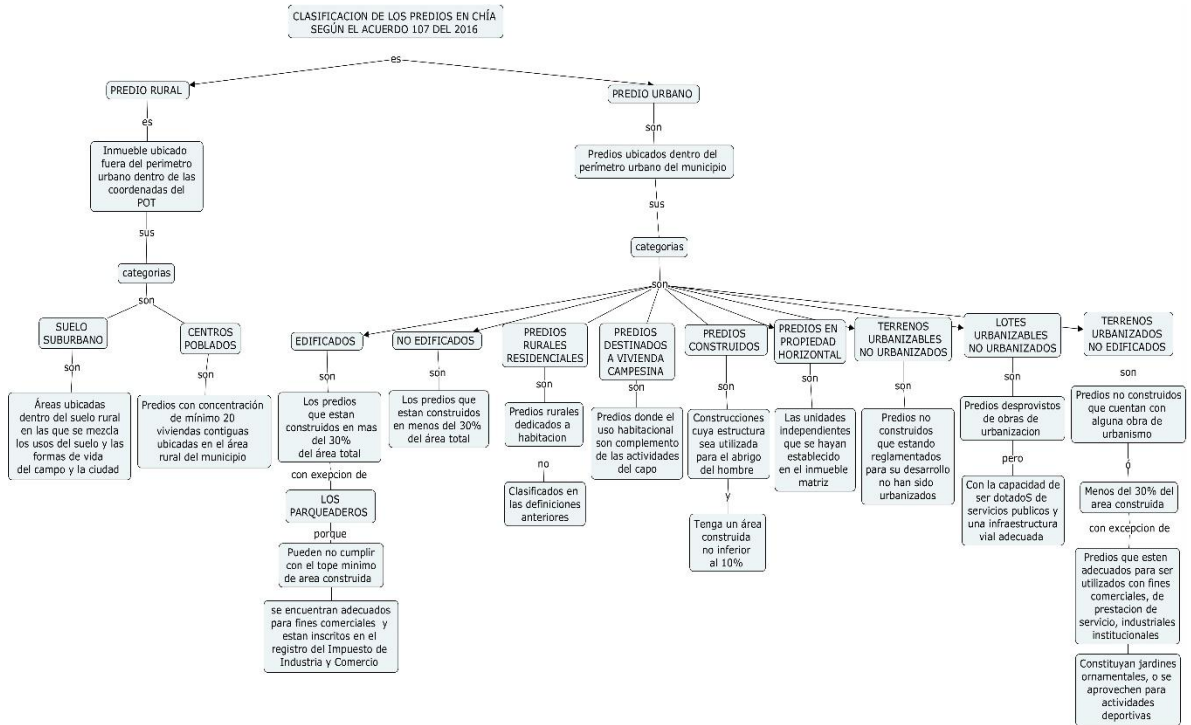 CLASIFICACION DE LOS PREDIOS EN CHÍA
SEGÚN EL ACUERDO 107 DEL 2016
es
PREDIO RURAL
es
Inmueble ubicado
fuera del perimetro
urbano dentro de las
coordenadas del
POT
sus
categorias
son
SUELO
SUBURBANO
son
Áreas ubicadas
dentro del suelo rural
en las que se mezcla
los usos del suelo y las
formas de vida
del campo y la ciudad
CENTROS
POBLADOS
son
Predios con concentración
de mínimo 20
viviendas contiguas
ubicadas en el área
rural del municipio
PREDIO URBANO
son
Predios ubicados dentro del
perímetro urbano del municipio
sus
categorias
son
EDIFICADOS
son
Los predios
que estan
construidos en mas
del 30%
del área total
con exepcion de
LOS
PARQUEADEROS
porque
Pueden no cumplir
con el tope minimo
de area construida
se encuentran adecuados
para fines comerciales y
estan inscritos en el
registro del Impuesto de
Industria y Comercio
NO EDIFICADOS
son
Los predios que
estan construidos
en menos del 30%
del área total
PREDIOS
RURALES
RESIDENCIALES
son
Predios rurales
dedicados a
habitacion
no
Clasificados en
las definiciones
anteriores
PREDIOS
DESTINADOS
A VIVIENDA
CAMPESINA
son
Predios donde el
uso habitacional
son complemento
de las actividades
del capo
PREDIOS
CONSTRUIDOS
son
Construcciones
cuya estructura
sea utilizada
para el abrigo
del hombre
y
Tenga un área
construida
no inferior
al 10%
PREDIOS EN
PROPIEDAD
HORIZONTAL
son
Las unidades
independientes
que se hayan
establecido
en el inmueble
matriz
TERRENOS
URBANIZABLES
NO URBANIZADOS
son
Predios no
construidos
que estando
reglamentados
para su desarrollo
no han sido
urbanizados
LOTES
URBANIZABLES
NO URBANIZADOS
son
Predios desprovistos
de obras de
urbanizacion
pero
Con la capacidad de
ser dotadoS de
servicios publicos y
una infraestructura
vial adecuada
TERRENOS
URBANIZADOS
NO EDIFICADOS
son
Predios no construidos
que cuentan con
alguna obra de
urbanismo
ó
Menos del 30% del
area construida
con excepcion de
Predios que esten
adecuados para ser
utilizados con fines
comerciales, de
prestacion de
servicio, industriales
institucionales
Constituyan jardines
ornamentales, o se
aprovechen para
actividades
deportivas